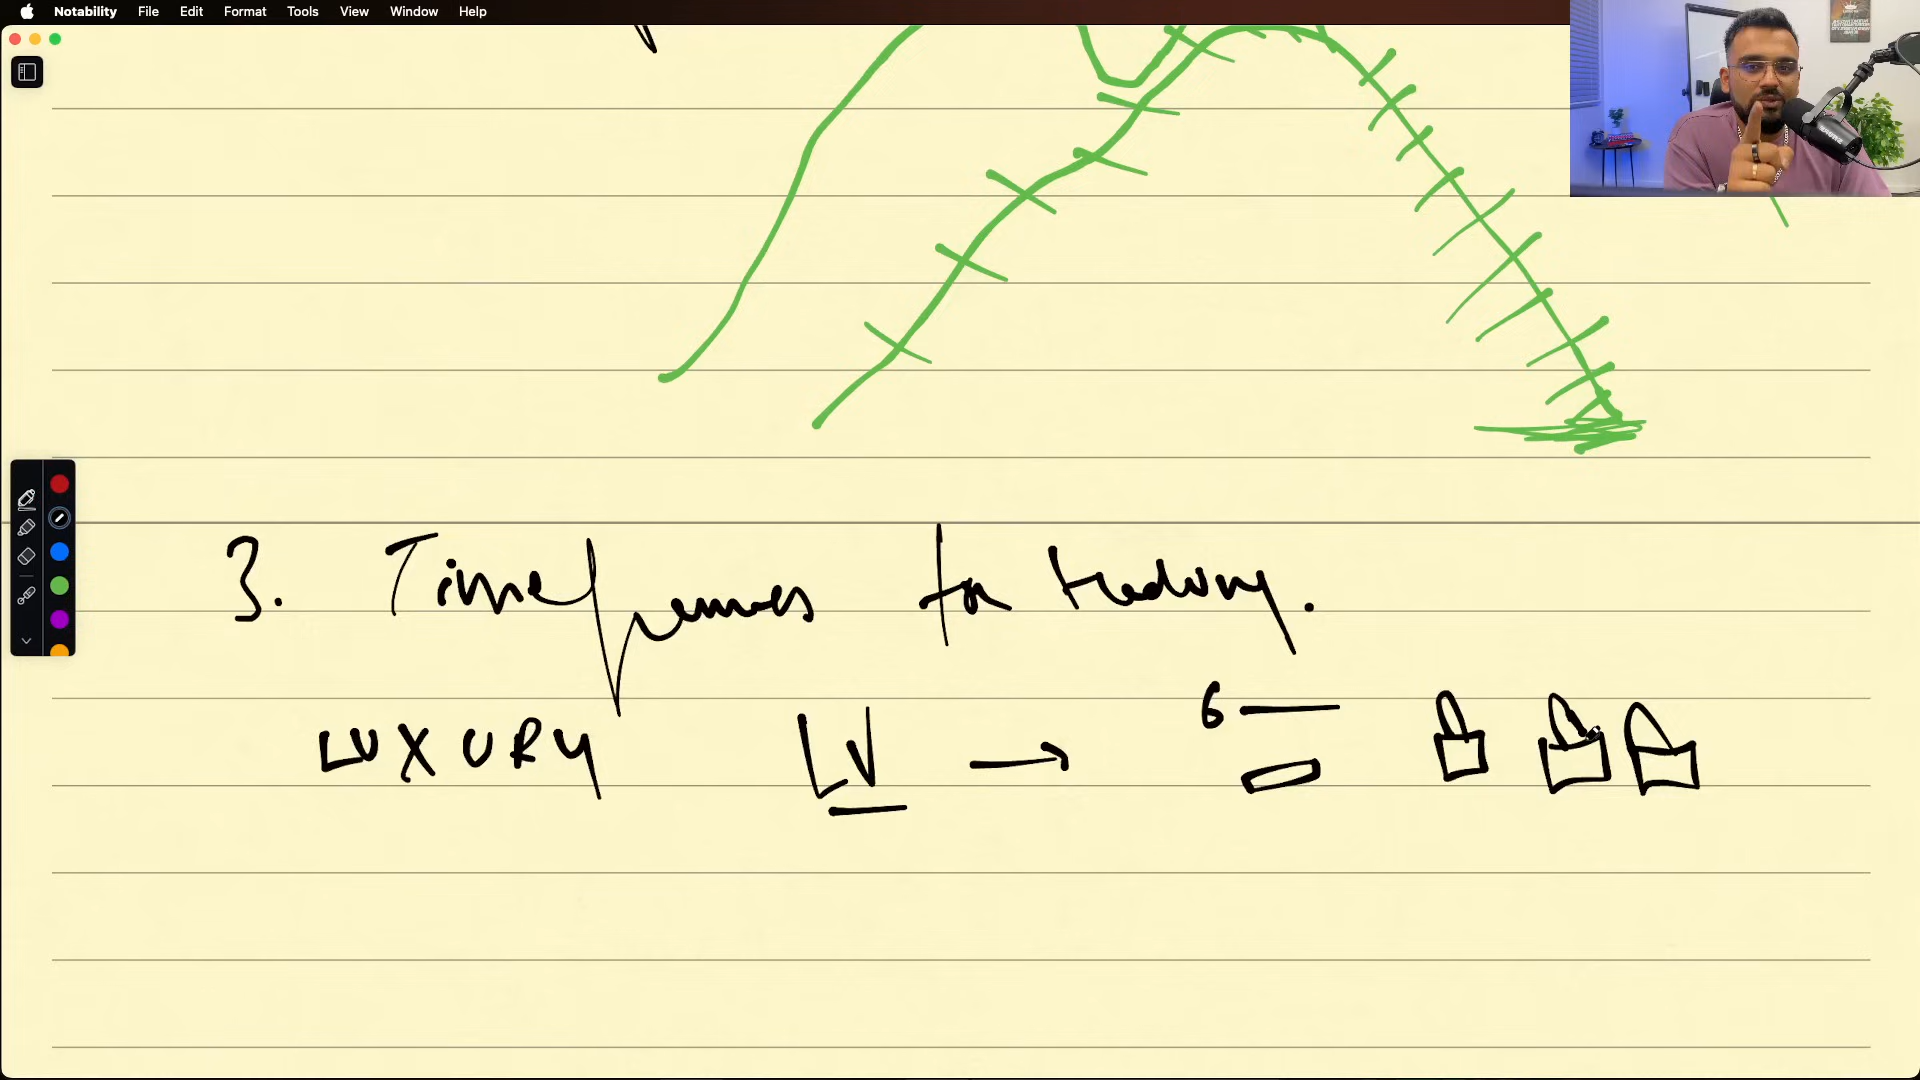 Notability File Edit Format Tools View Window Help
3. Timeframes for trading.
LUXURY LV → 6